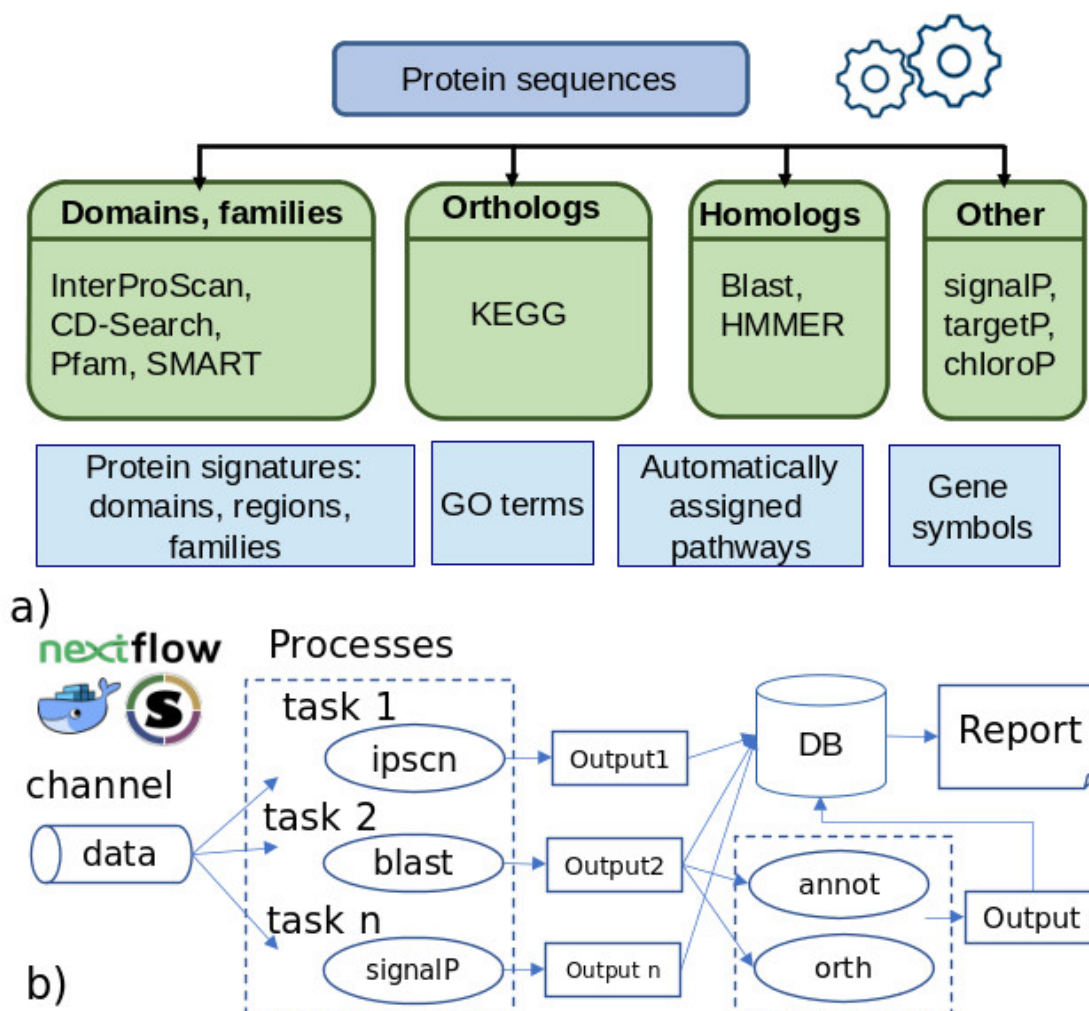 Protein sequences
Domains, families
InterProScan,
CD-Search,
Pfam, SMART
Orthologs
KEGG
Homologs
Blast,
HMMER
Other
signalP,
targetP,
chloroP
Protein signatures:
domains, regions,
families
GO terms
Automatically
assigned
pathways
Gene
symbols
a)
nextflow
S
Processes
channel
data
task 1
ipscn
task 2
blast
task n
signalP
Output1
Output2
Output n
DB
Report
annot
orth
Output
b)